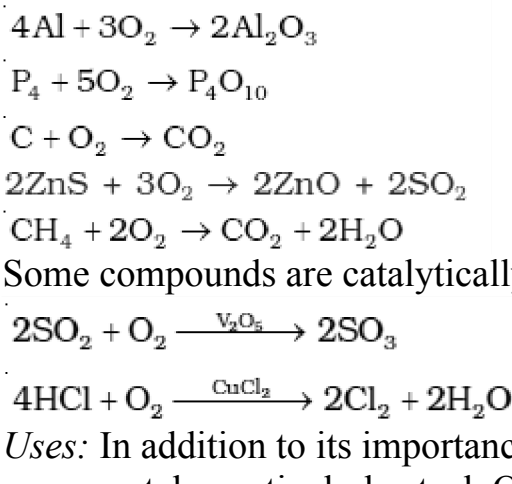 4Al + 3O₂ → 2Al₂O₃
P₄ + 5O₂ → P₄O₁₀
C + O₂ → CO₂
2ZnS + 3O₂ → 2ZnO + 2SO₂
CH₄ + 2O₂ → CO₂ + 2H₂O
Some compounds are catalytically
2SO₂ + O₂ —V₂O₅→ 2SO₃
4HCl + O₂ —CuCl₂→ 2Cl₂ + 2H₂O
Uses: In addition to its importanc